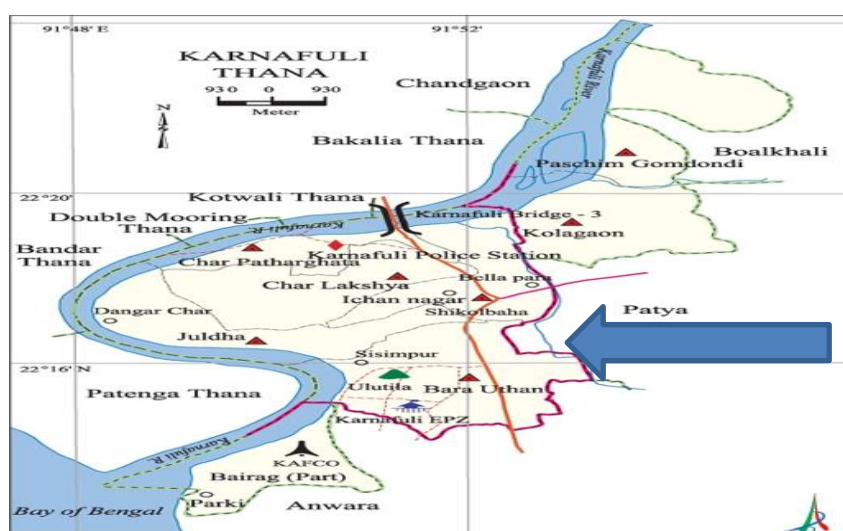 91°48' E
91°52'
KARNAFULI
THANA
930 0 930
Meter
N
Chandgaon
Karnafuli River
Bakalia Thana
Boalkhali
Paschim Gomdondi
22°20'
Kotwali Thana
Double Mooring
Thana
Karnafuli R.
Karnafuli Bridge - 3
Kolagaon
Bandar
Thana
Char Patharghata
Karnafuli Police Station
Char Lakshya
Bella para
Ichan nagar
Dangar Char
Shikolbaha
Patya
Juldha
Sisimpur
22°16' N
Patenga Thana
Ulutila
Bara Uthan
Karnafuli EPZ
Karnafuli R.
KAFCO
Bairag (Part)
Parki
Anwara
Bay of Bengal